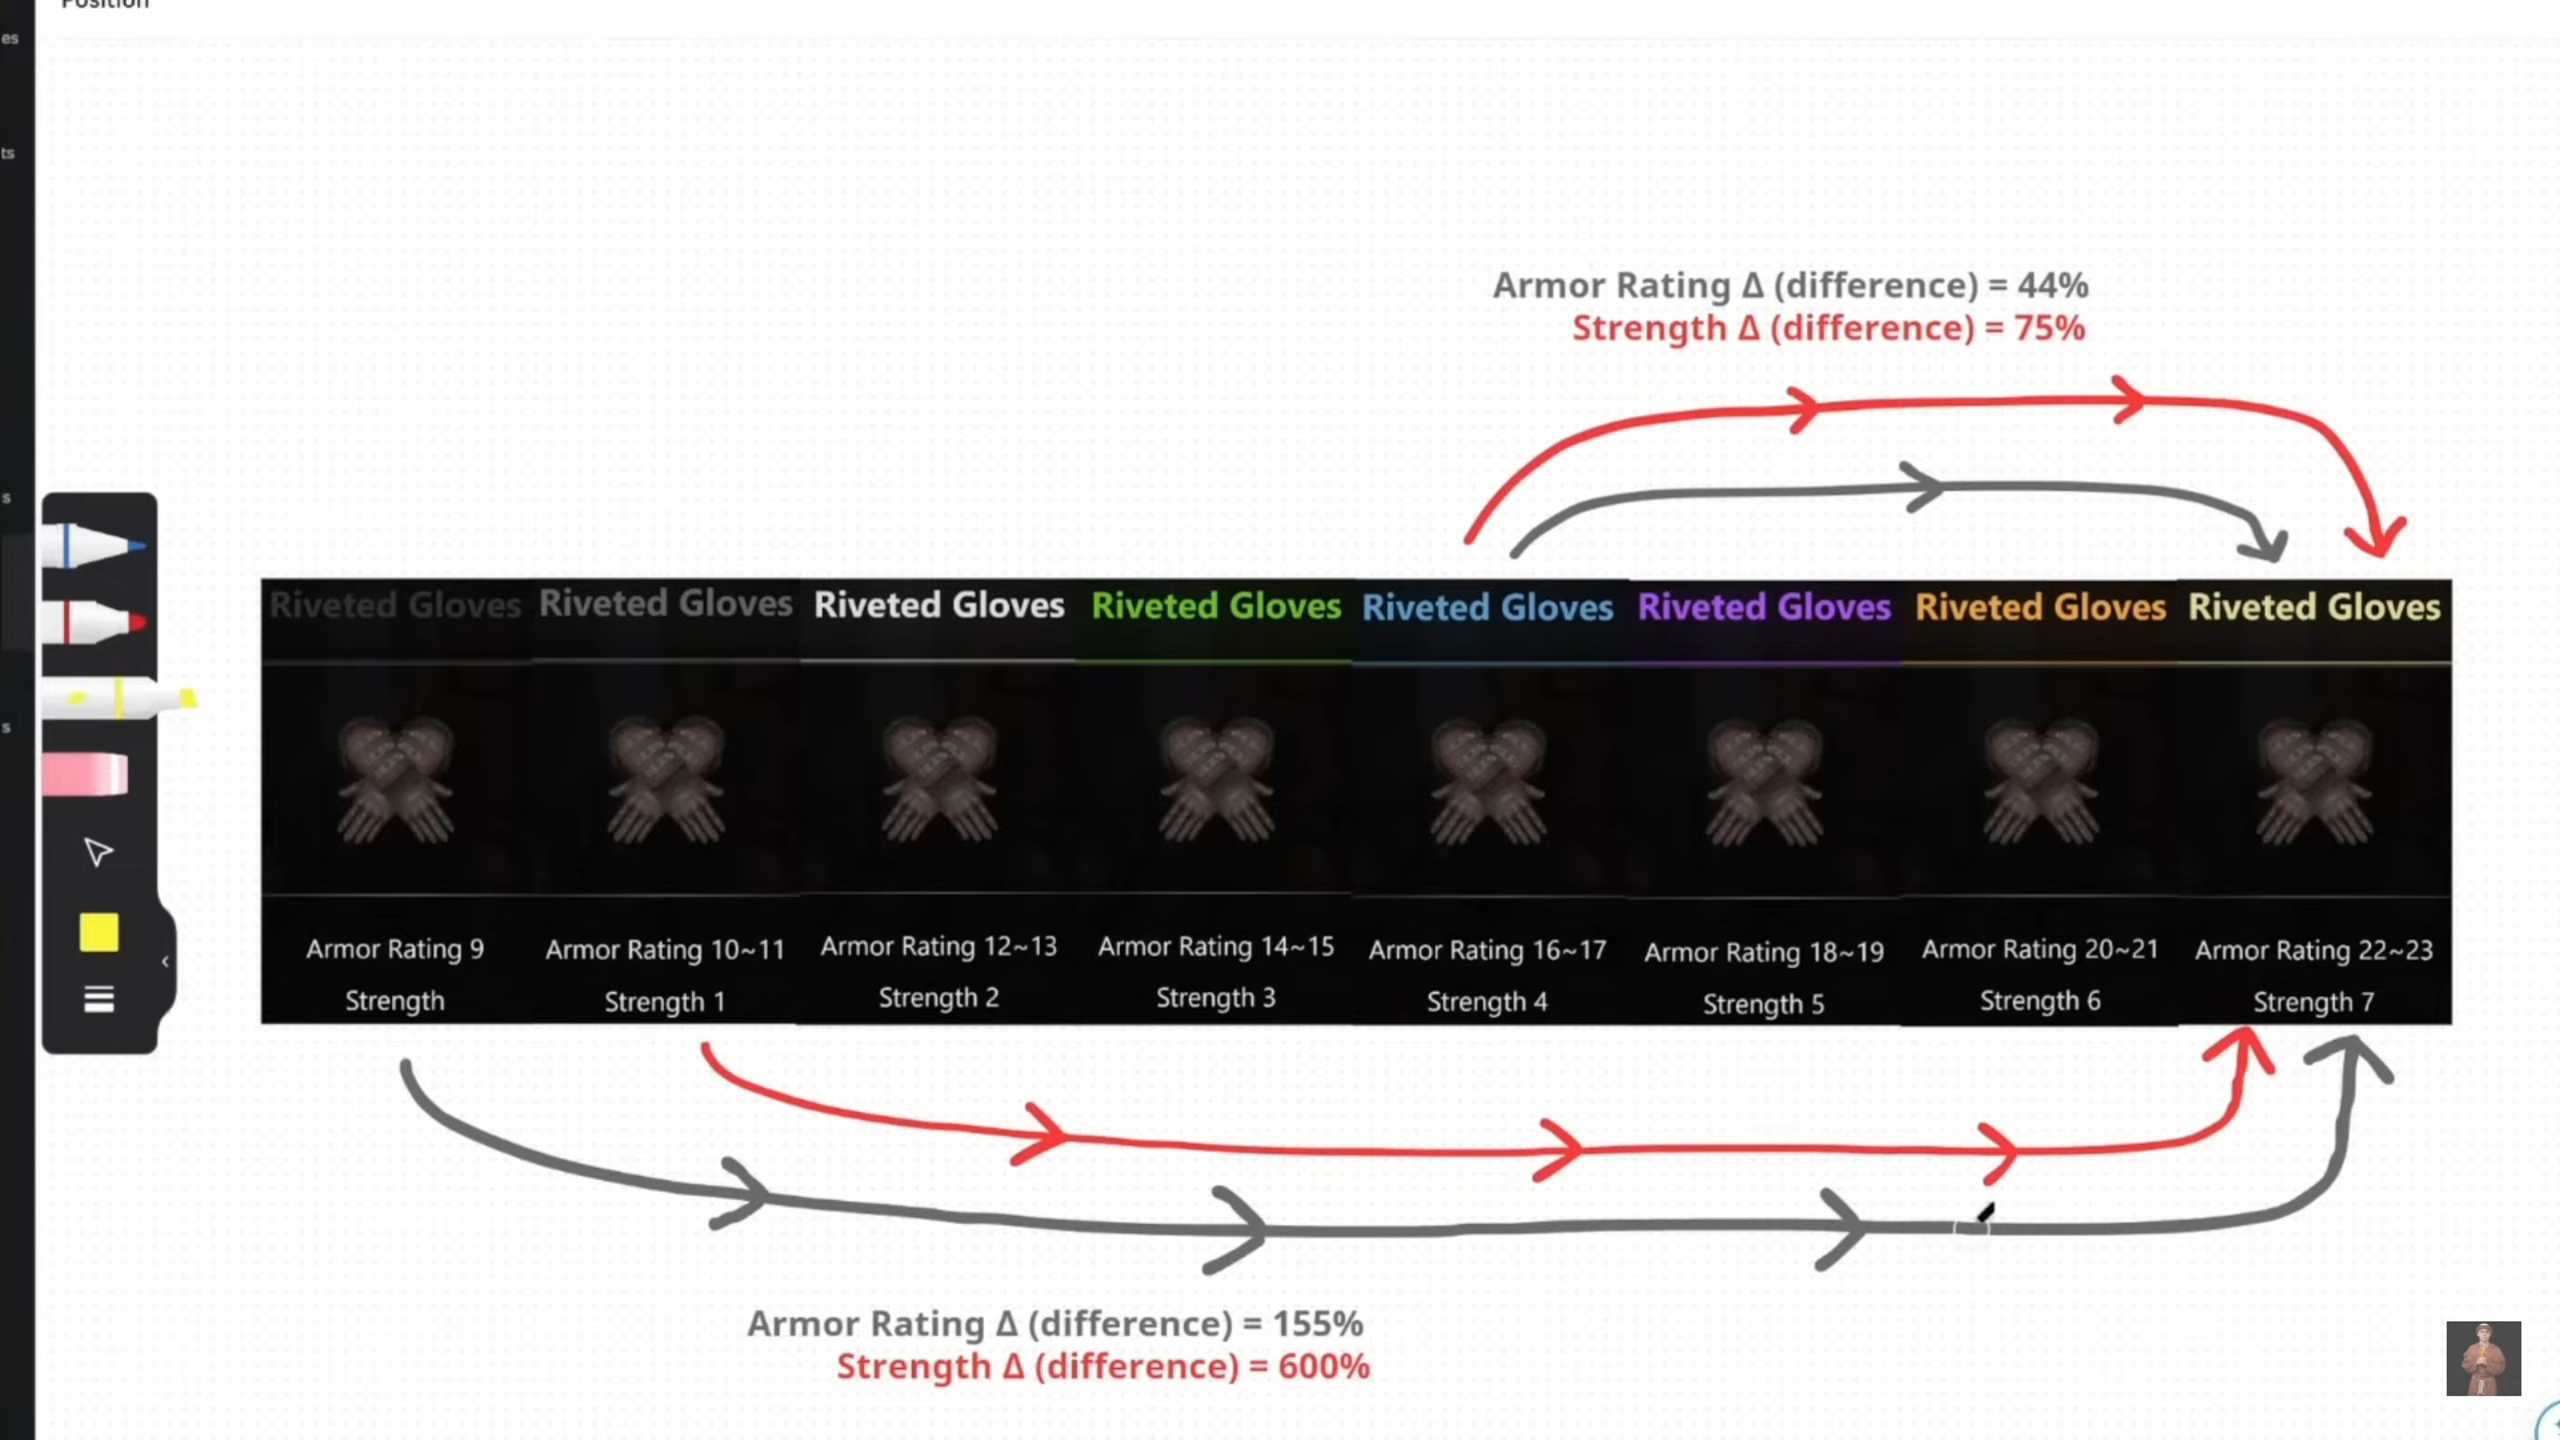 Position
es
ts
s
s
Armor Rating Δ (difference) = 44%
Strength Δ (difference) = 75%
Riveted Gloves Riveted Gloves Riveted Gloves Riveted Gloves Riveted Gloves Riveted Gloves Riveted Gloves Riveted Gloves
Armor Rating 9 Armor Rating 10~11 Armor Rating 12~13 Armor Rating 14~15 Armor Rating 16~17 Armor Rating 18~19 Armor Rating 20~21 Armor Rating 22~23
Strength Strength 1 Strength 2 Strength 3 Strength 4 Strength 5 Strength 6 Strength 7
Armor Rating Δ (difference) = 155%
Strength Δ (difference) = 600%